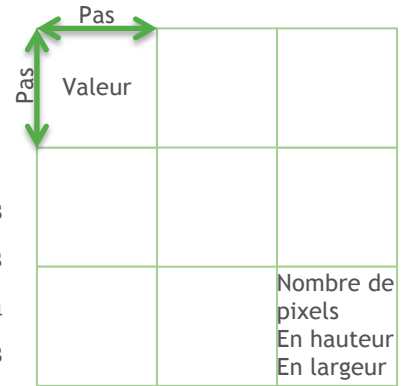 Pas
Pas
Valeur
s
s
s
Nombre de
pixels
En hauteur
En largeur